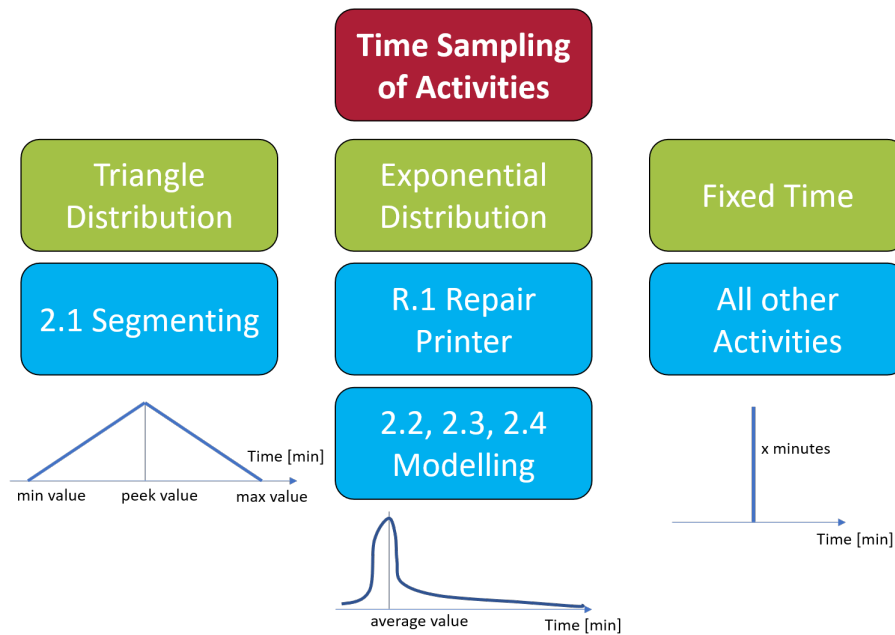 Time Sampling
of Activities
Triangle
Distribution
Exponential
Distribution
Fixed Time
2.1 Segmenting
R.1 Repair
Printer
All other
Activities
2.2, 2.3, 2.4
Modelling
Time [min]
min value
peek value
max value
x minutes
Time [min]
average value
Time [min]